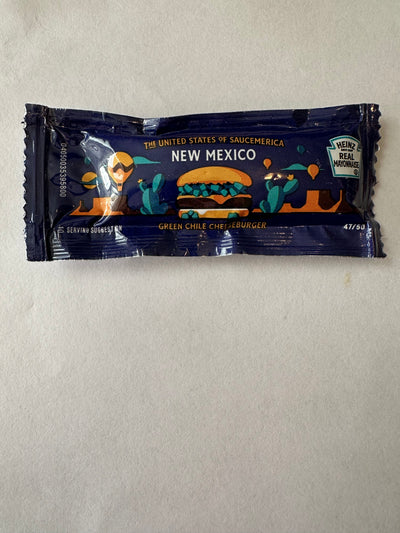 THE UNITED STATES OF SAUCEMERICA
NEW MEXICO
HEINZ
REAL
MAYONNAISE
SERVING SUGGESTION
GREEN CHILE CHEESEBURGER